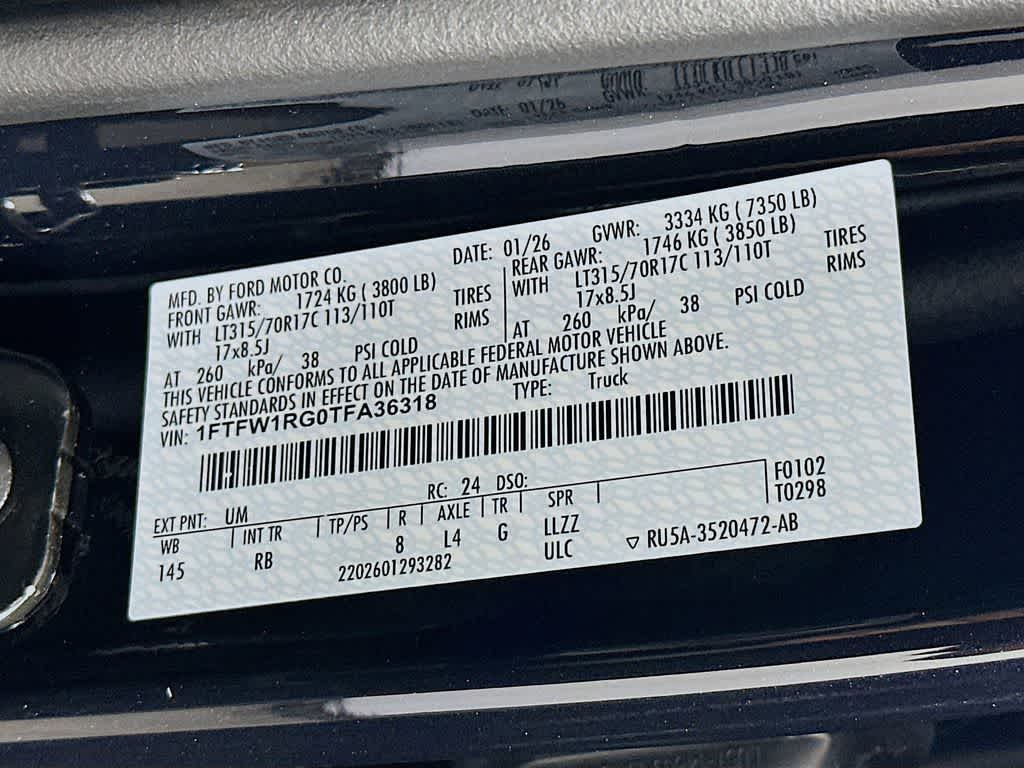 MFD. BY FORD MOTOR CO. DATE: 01/26 GVWR: 3334 KG ( 7350 LB)
FRONT GAWR: 1724 KG ( 3800 LB) REAR GAWR: 1746 KG ( 3850 LB)
WITH LT315/70R17C 113/110T TIRES WITH LT315/70R17C 113/110T TIRES
17x8.5J RIMS 17x8.5J RIMS
AT 260 kPa/ 38 PSI COLD AT 260 kPa/ 38 PSI COLD
THIS VEHICLE CONFORMS TO ALL APPLICABLE FEDERAL MOTOR VEHICLE
SAFETY STANDARDS IN EFFECT ON THE DATE OF MANUFACTURE SHOWN ABOVE.
VIN: 1FTFW1RG0TFA36318 TYPE: Truck
EXT PNT: UM RC: 24 DSO: F0102
WB INT TR TP/PS R AXLE TR SPR T0298
145 RB 8 L4 G LLZZ
2202601293282 ULC ▽ RU5A-3520472-AB